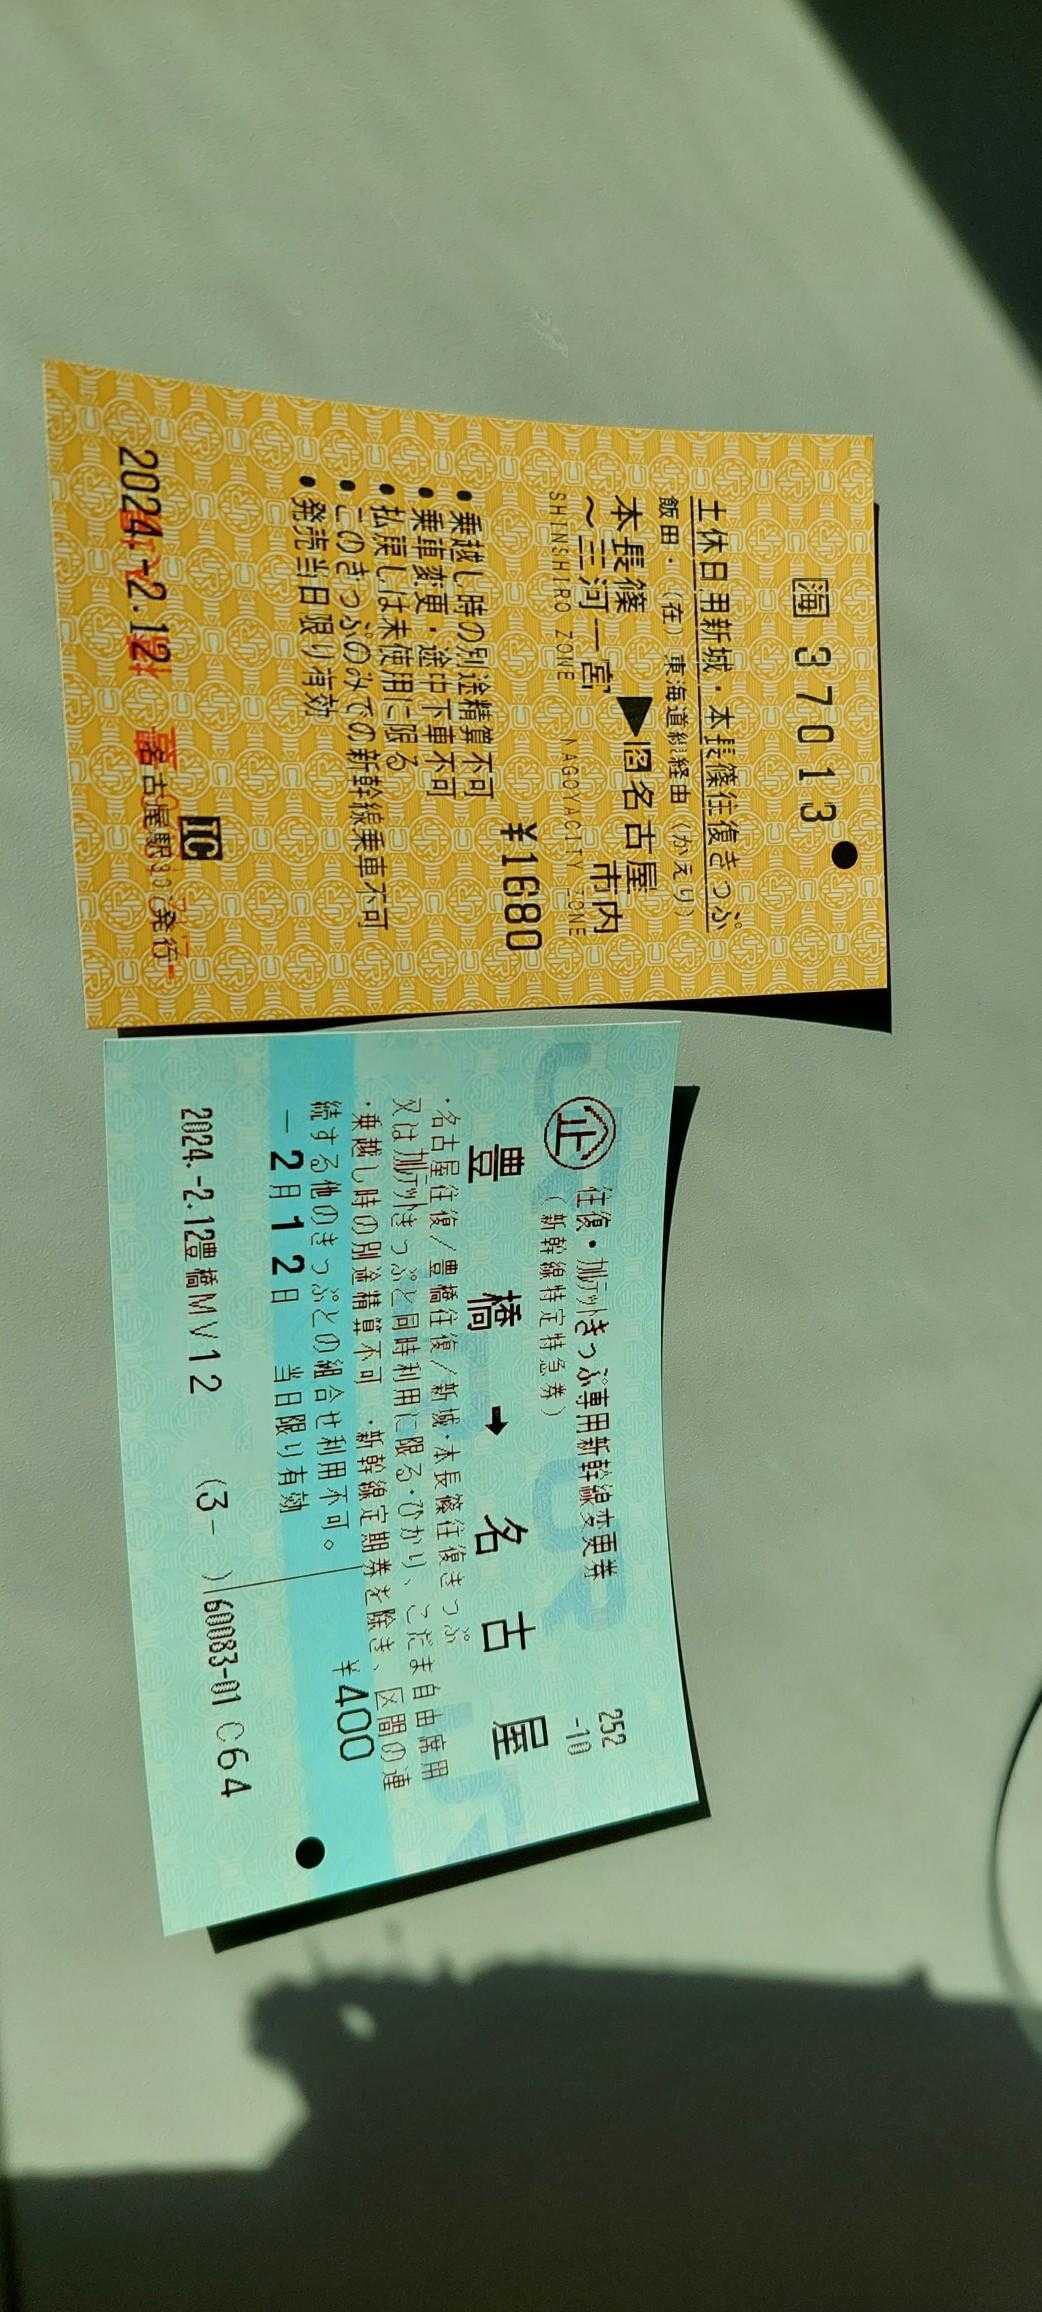 海 37013
土休日用新城・本長篠往復きっぷ
飯田・（在）東海道線経由（かえり）
本長篠
～三河一宮
▶名古屋
市内
SHINSHIRO ZONE
NAGOYACITY ZONE
￥1680
●乗越し時の別途精算不可
●乗車変更・途中下車不可
●払戻しは未使用に限る
●このきっぷのみでの新幹線乗車不可
●発売当日限り有効
IC
2024.-2.12
発行
企 往復・カルテットきっぷ専用新幹線変更券
（新幹線特定特急券）
252
-10
豊橋 → 名古屋
・名古屋往復/豊橋往復/新城・本長篠往復きっぷ
又はカルテットきっぷと同時利用に限る・ひかり、こだま自由席用
・乗越し時の別途精算不可 ・新幹線定期券を除き、区間の連
続する他のきっぷとの組合せ利用不可。
－2月12日 当日限り有効
￥400
2024.-2.12豊橋MV12 (3- ) 60083-01 C64